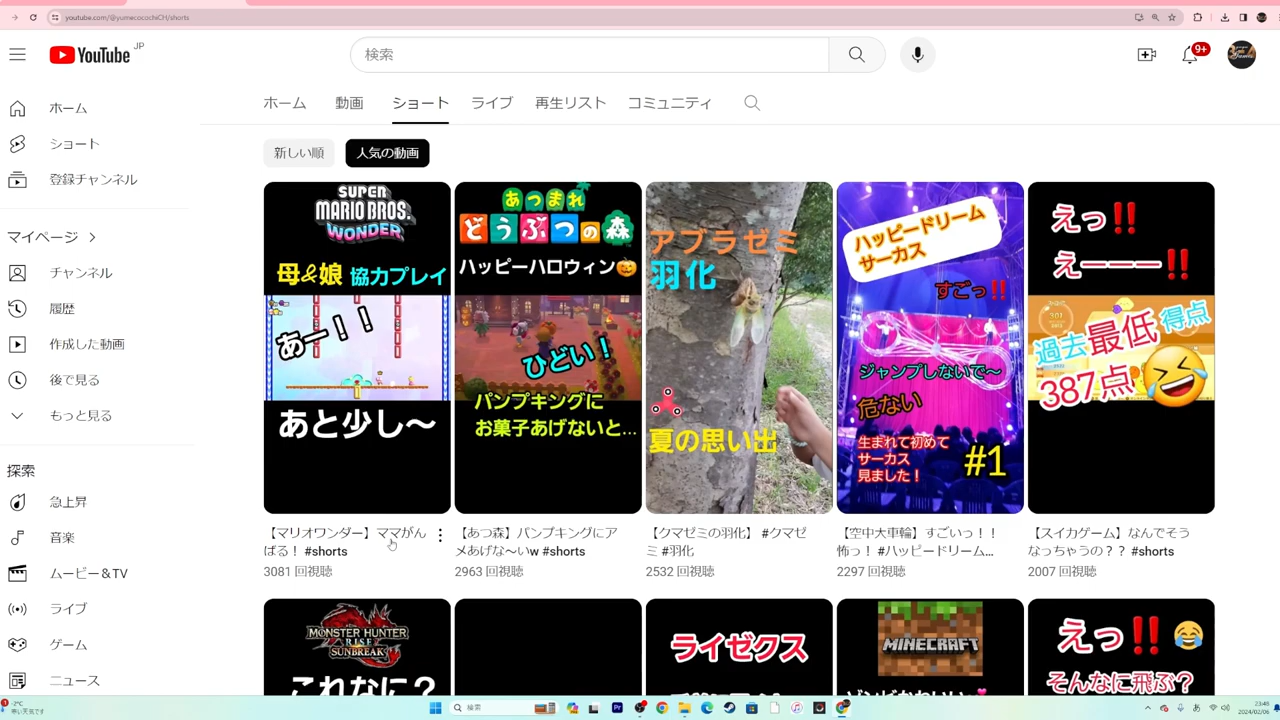 youtube.com/@yumecocochiCH/shorts
YouTube JP
検索
9+
ホーム
ショート
登録チャンネル
マイページ
チャンネル
履歴
作成した動画
後で見る
もっと見る
探索
急上昇
音楽
ムービー&TV
ライブ
ゲーム
ニュース
ホーム 動画 ショート ライブ 再生リスト コミュニティ
新しい順 人気の動画
SUPER
MARIO BROS.
WONDER
母&娘 協力プレイ
あー!!
あと少し〜
【マリオワンダー】ママがん
ばる! #shorts
3081 回視聴
あつまれ
どうぶつの森
ハッピーハロウィン🎃
ひどい!
パンプキングに
お菓子あげないと...
【あつ森】パンプキングにア
メあげな〜いw #shorts
2963 回視聴
アブラゼミ
羽化
夏の思い出
【クマゼミの羽化】 #クマゼ
ミ #羽化
2532 回視聴
ハッピードリーム
サーカス
すごっ‼
ジャンプしないで〜
危ない
生まれて初めて
サーカス
見ました!
#1
【空中大車輪】すごいっ!!
怖っ! #ハッピードリーム...
2297 回視聴
えっ‼
えーーー‼
過去最低得点
387点
【スイカゲーム】なんでそう
なっちゃうの?? #shorts
2007 回視聴
MONSTER HUNTER
RISE
SUNBREAK
これなに?
ライゼクス
MINECRAFT
えっ‼😂
そんなに飛ぶ?
-2°C
寒い天気です
検索
23:48
2024/02/06